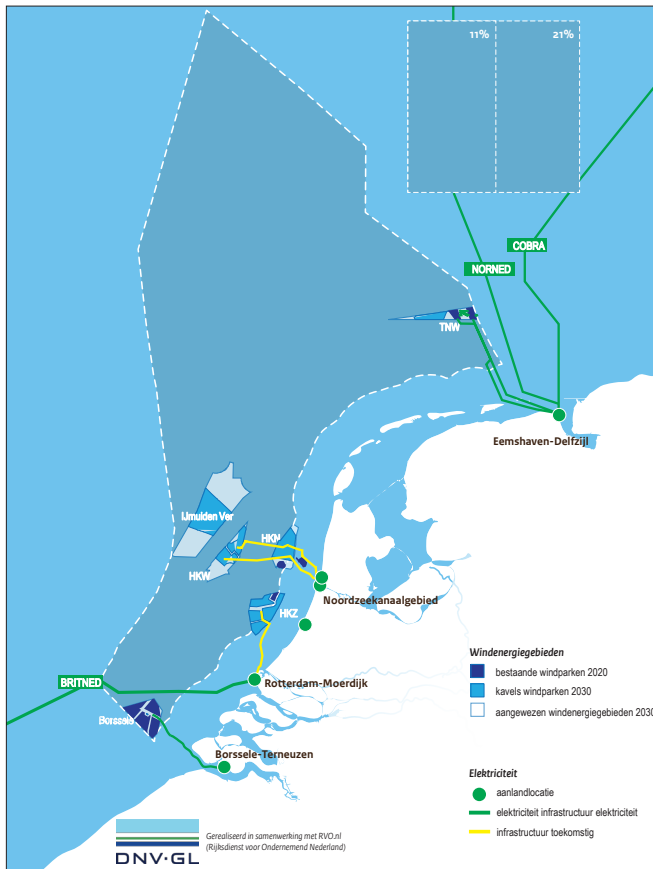 11%
21%
COBRA
NORNED
TNW
Eemshaven-Delfzijl
IJmuiden Ver
HKN
HKW
Noordzeekanaalgebied
HKZ
BRITNED
Rotterdam-Moerdijk
Borssele
Borssele-Terneuzen
Windenergiegebieden
bestaande windparken 2020
kavels windparken 2030
aangewezen windenergiegebieden 2030
Elektriciteit
aanlandlocatie
elektriciteit infrastructuur elektriciteit
infrastructuur toekomstig
Gerealiseerd in samenwerking met RVO.nl
(Rijksdienst voor Ondernemend Nederland)
DNV·GL